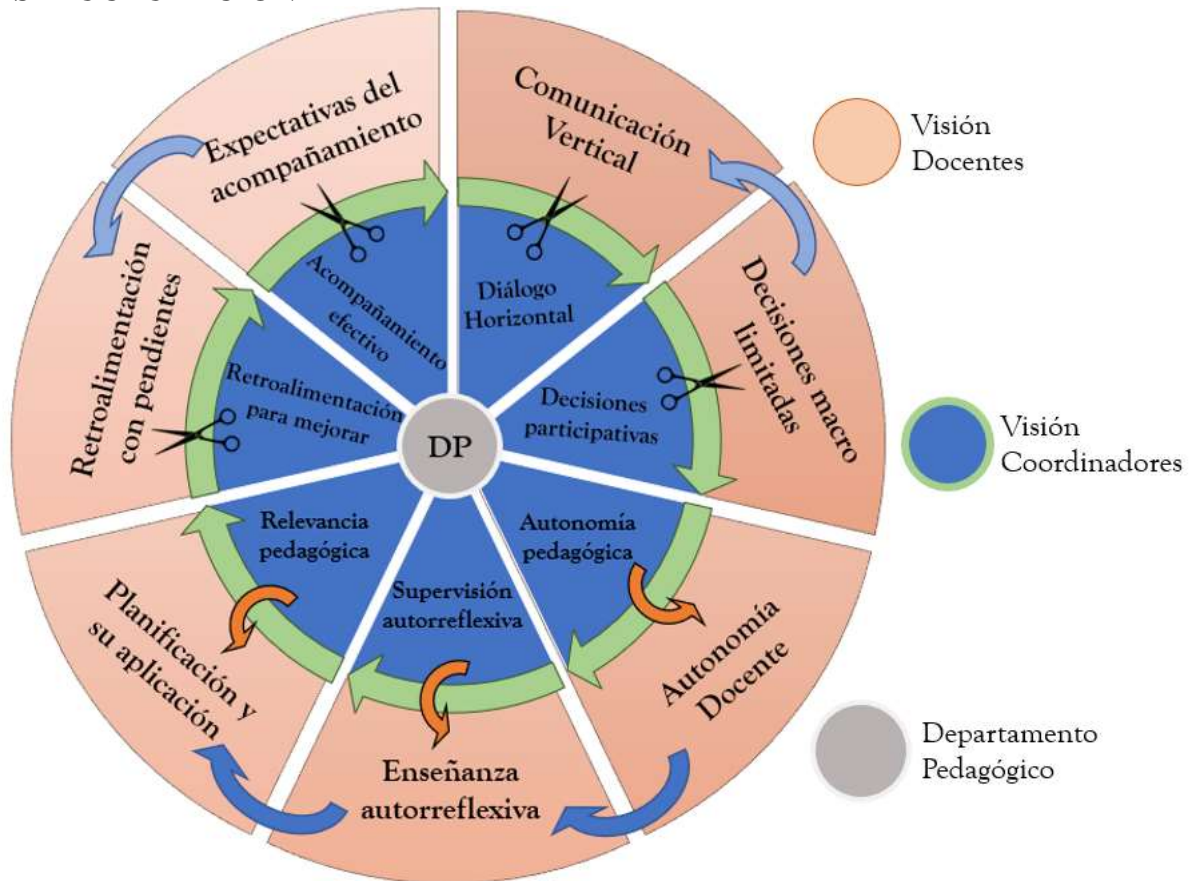 Expectativas del
acompañamiento
Comunicación
Vertical
Decisiones macro
limitadas
Autonomía
Docente
Enseñanza
autorreflexiva
Planificación y
su aplicación
Retroalimentación
con pendientes
Acompañamiento
efectivo
Diálogo
Horizontal
Decisiones
participativas
Autonomía
pedagógica
Supervisión
autorreflexiva
Relevancia
pedagógica
Retroalimentación
para mejorar
DP
Visión
Docentes
Visión
Coordinadores
Departamento
Pedagógico